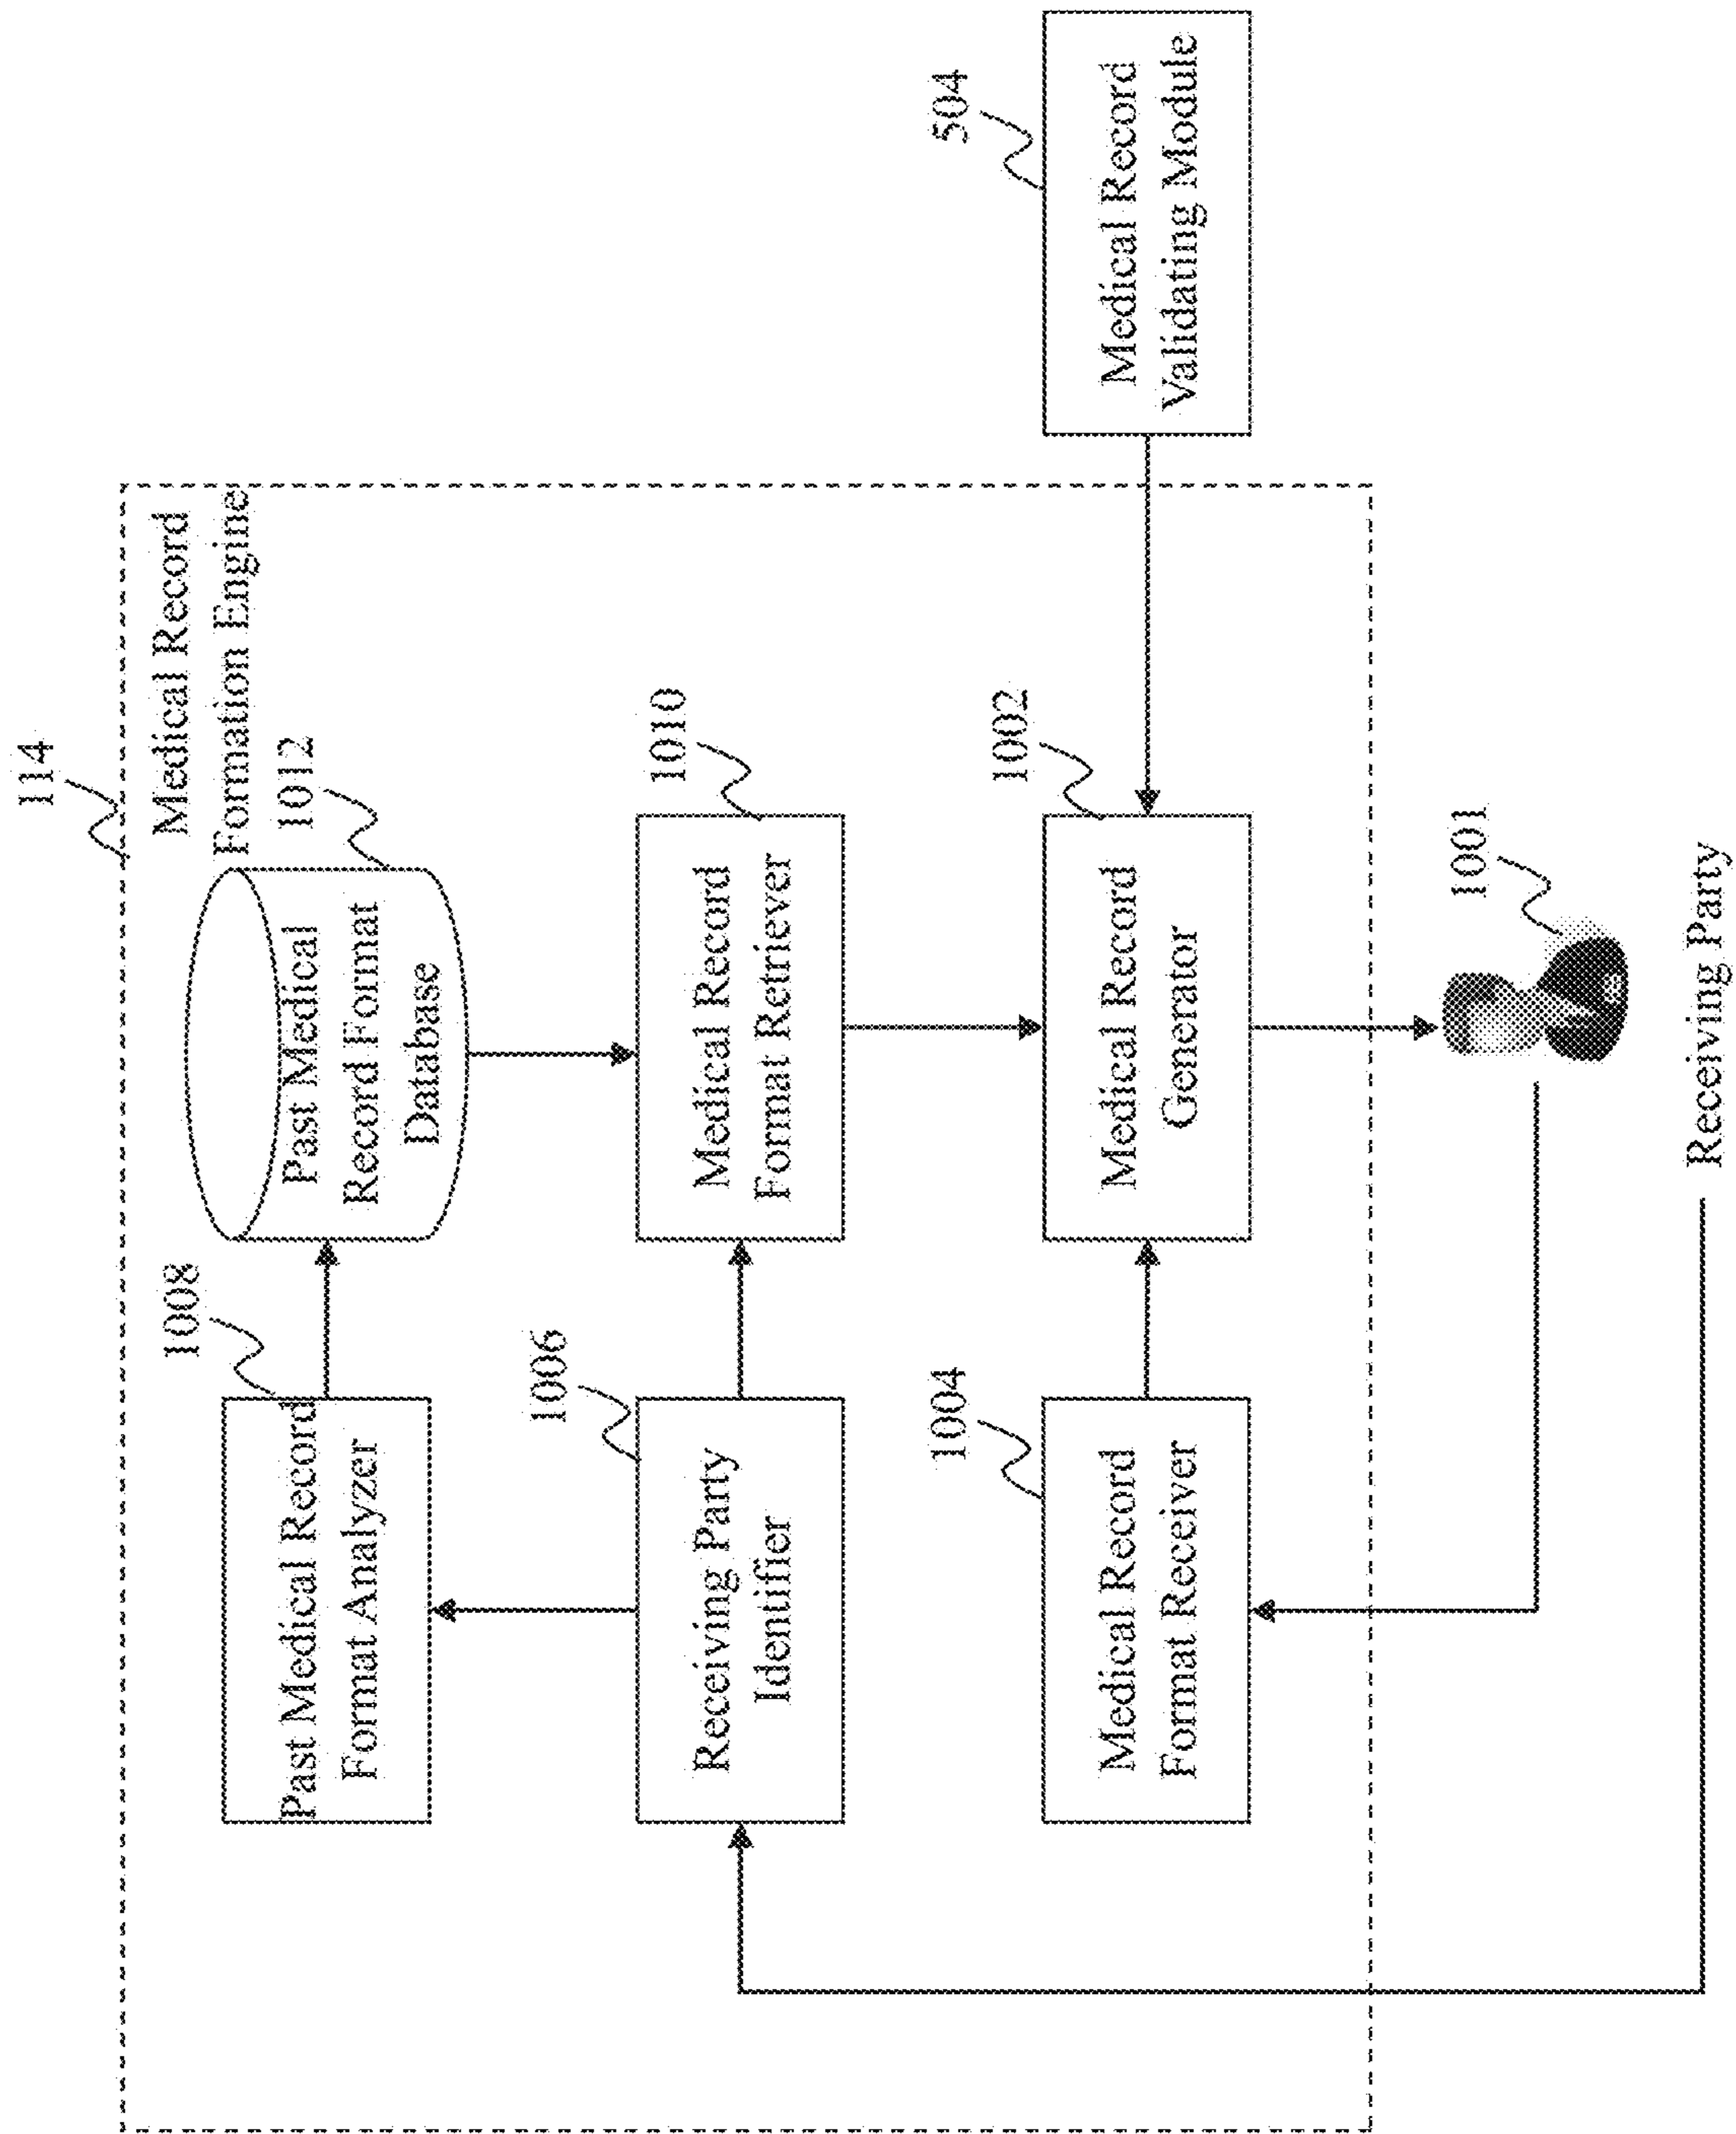 114
Medical Record
Formation Engine
1008
Past Medical Record
Format Analyzer
1012
Past Medical
Record Format
Database
1006
Receiving Party
Identifier
1010
Medical Record
Format Retriever
1004
Medical Record
Format Receiver
1002
Medical Record
Generator
504
Medical Record
Validating Module
1001
Receiving Party